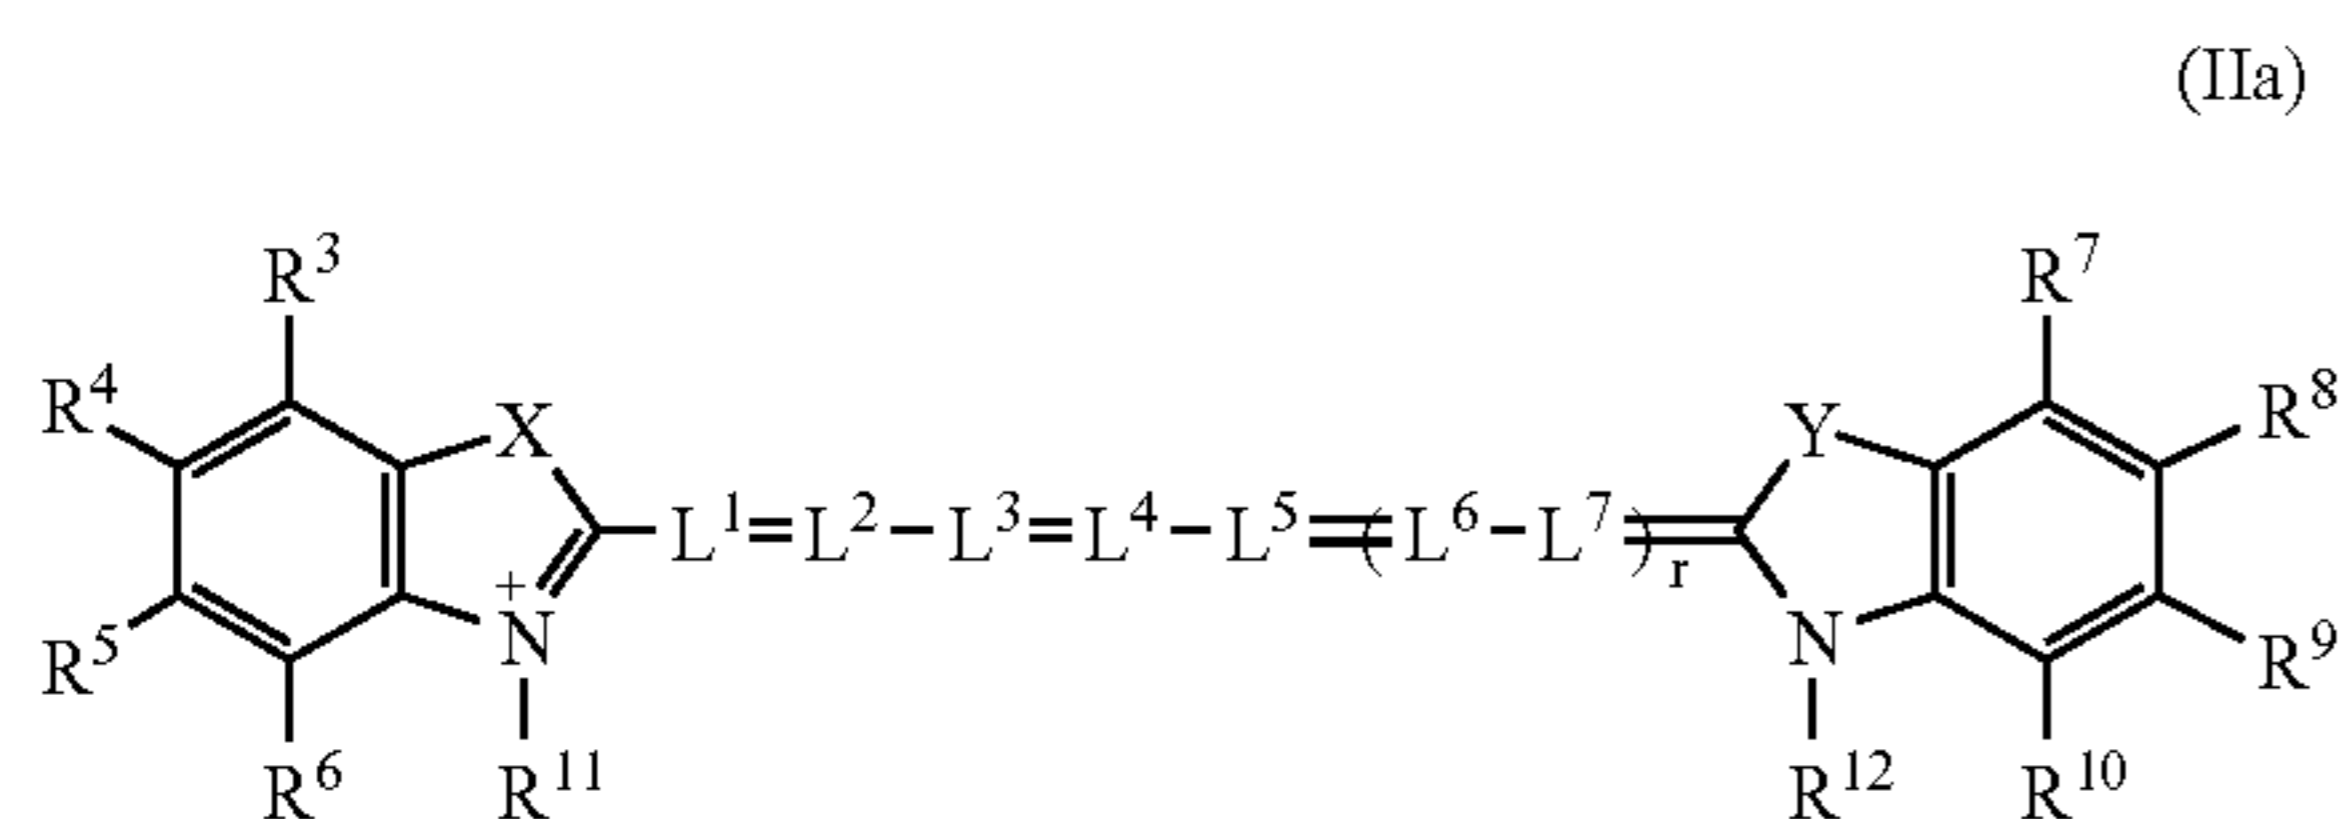 (IIa)
R³ R⁷
R⁴ X Y R⁸
L¹=L²−L³=L⁴−L⁵=(L⁶−L⁷=)r
+
R⁵ N N R⁹
R⁶ R¹¹ R¹² R¹⁰